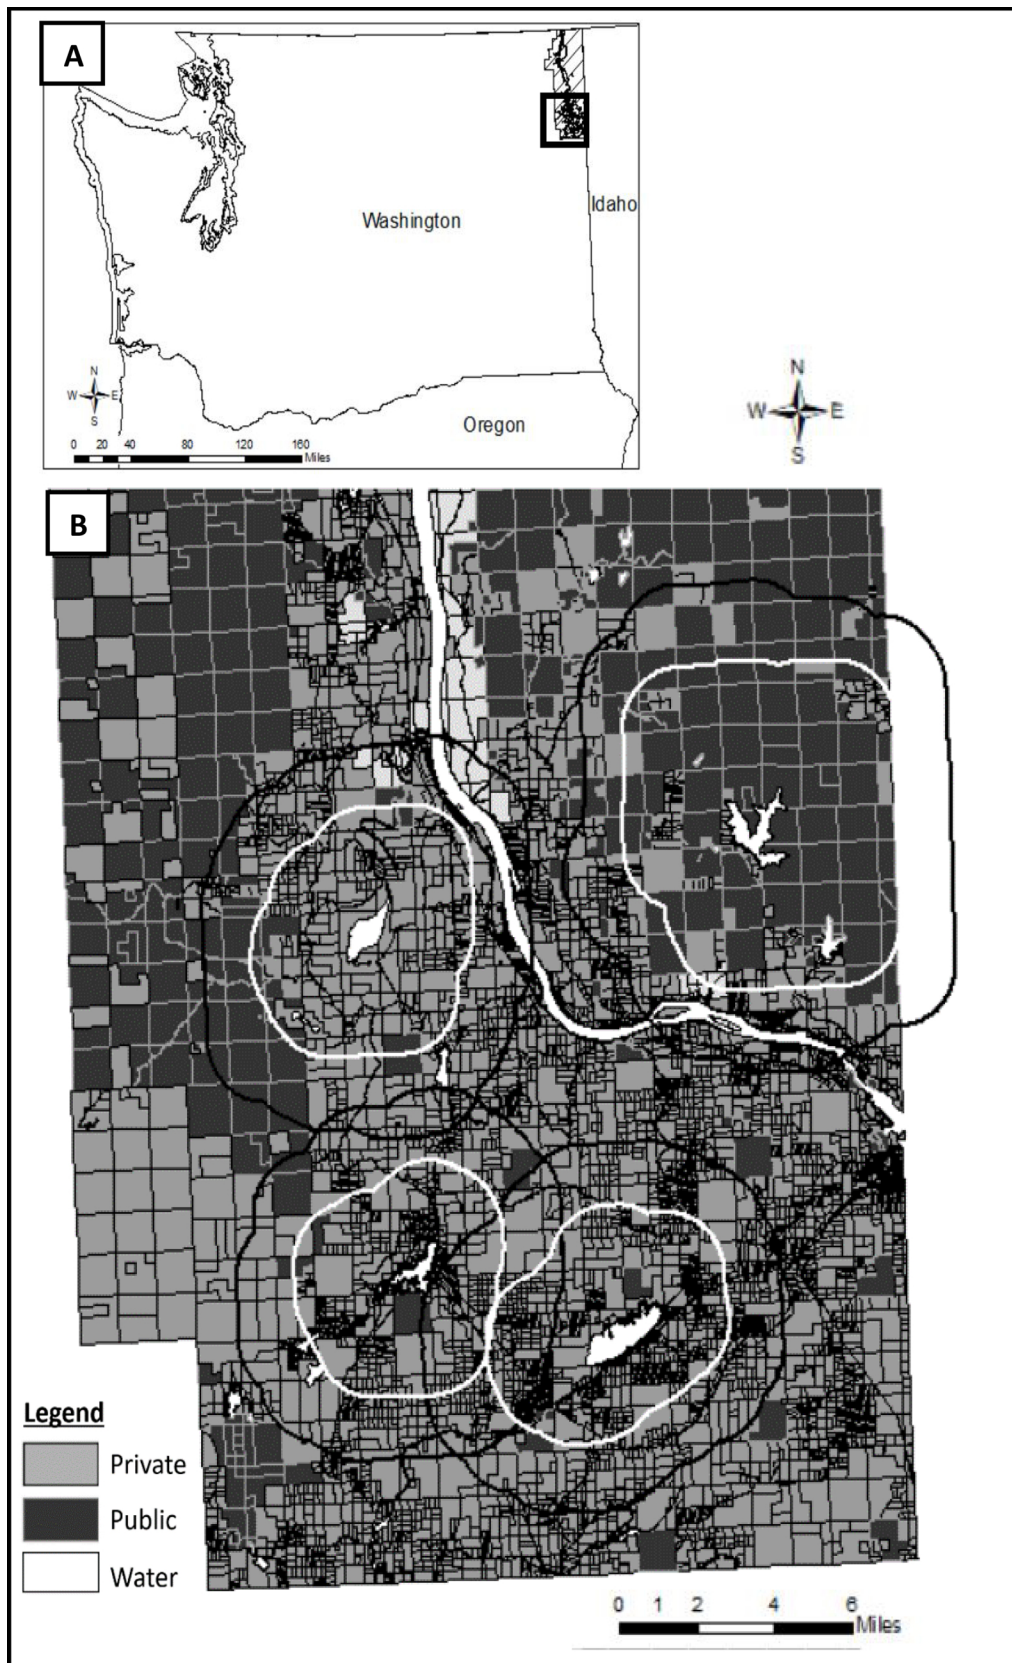 A
Washington
Idaho
N
W E
S
Oregon
0 20 40 80 120 160
Miles
N
W E
S
B
Legend
Private
Public
Water
0 1 2 4 6
Miles